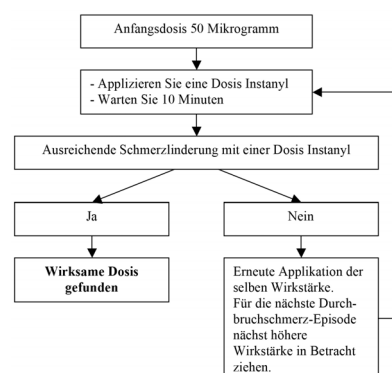 Anfangsdosis 50 Mikrogramm
- Applizieren Sie eine Dosis Instanyl
- Warten Sie 10 Minuten
Ausreichende Schmerzlinderung mit einer Dosis Instanyl
Ja
Nein
Wirksame Dosis
gefunden
Erneute Applikation der
selben Wirkstärke.
Für die nächste Durch-
bruchschmerz-Episode
nächst höhere
Wirkstärke in Betracht
ziehen.